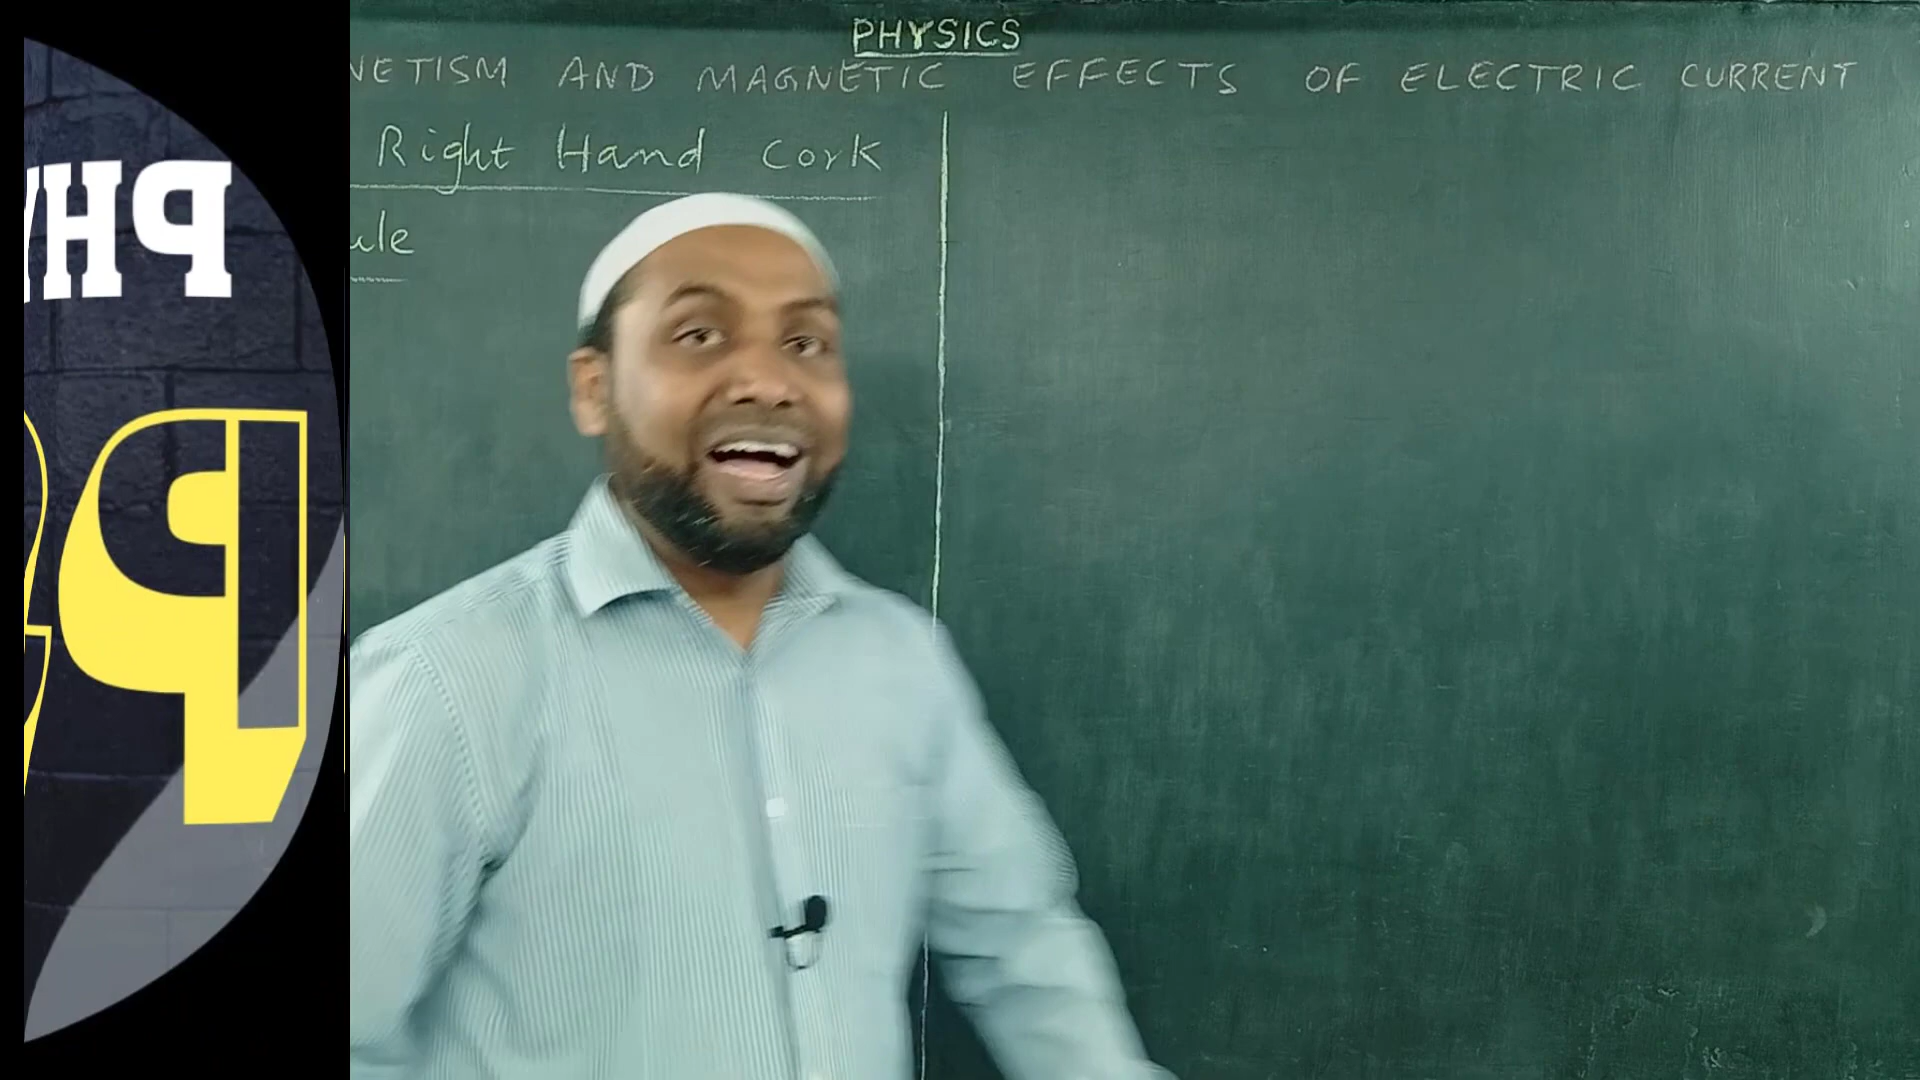 PHYSICS
NETISM AND MAGNETIC EFFECTS OF ELECTRIC CURRENT
Right Hand Cork
ule
PH